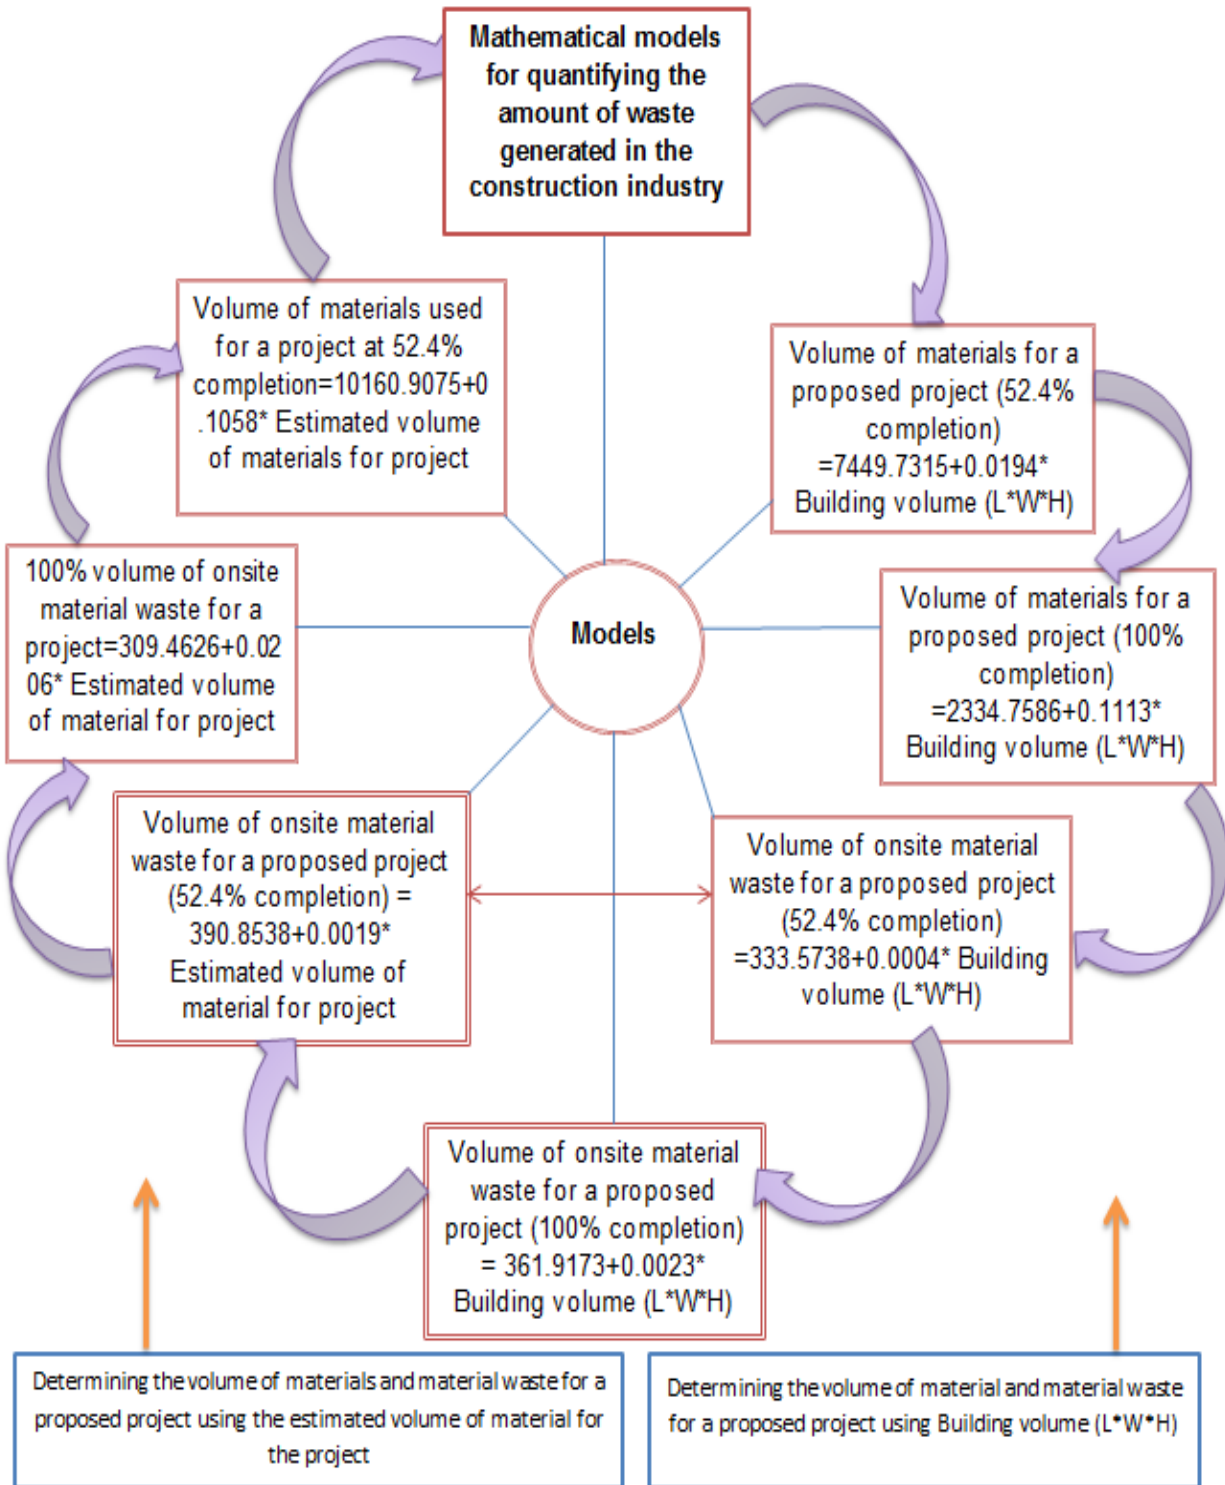 Mathematical models
for quantifying the
amount of waste
generated in the
construction industry
Volume of materials used
for a project at 52.4%
completion=10160.9075+0
.1058* Estimated volume
of materials for project
Volume of materials for a
proposed project (52.4%
completion)
=7449.7315+0.0194*
Building volume (L*W*H)
100% volume of onsite
material waste for a
project=309.4626+0.02
06* Estimated volume
of material for project
Models
Volume of materials for a
proposed project (100%
completion)
=2334.7586+0.1113*
Building volume (L*W*H)
Volume of onsite material
waste for a proposed project
(52.4% completion) =
390.8538+0.0019*
Estimated volume of
material for project
Volume of onsite material
waste for a proposed project
(52.4% completion)
=333.5738+0.0004* Building
volume (L*W*H)
Volume of onsite material
waste for a proposed
project (100% completion)
= 361.9173+0.0023*
Building volume (L*W*H)
Determining the volume of materials and material waste for a
proposed project using the estimated volume of material for
the project
Determining the volume of material and material waste
for a proposed project using Building volume (L*W*H)